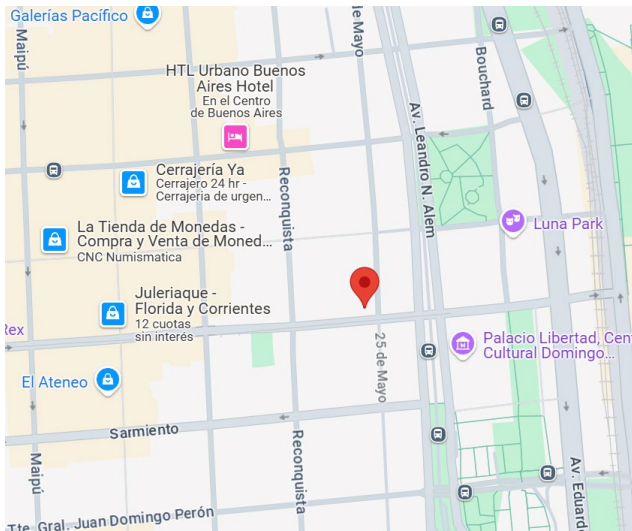 Galerías Pacífico
Maipú
HTL Urbano Buenos
Aires Hotel
En el Centro
de Buenos Aires
de Mayo
Bouchard
Av. Leandro N. Alem
Cerrajería Ya
Cerrajero 24 hr -
Cerrajeria de urgen...
Reconquista
La Tienda de Monedas -
Compra y Venta de Moned...
CNC Numismatica
Luna Park
Juleriaque -
Florida y Corrientes
12 cuotas
sin interés
Rex
25 de Mayo
Palacio Libertad, Cen
Cultural Domingo...
El Ateneo
Sarmiento
Maipú
Reconquista
Av. Eduard
Tte. Gral. Juan Domingo Perón